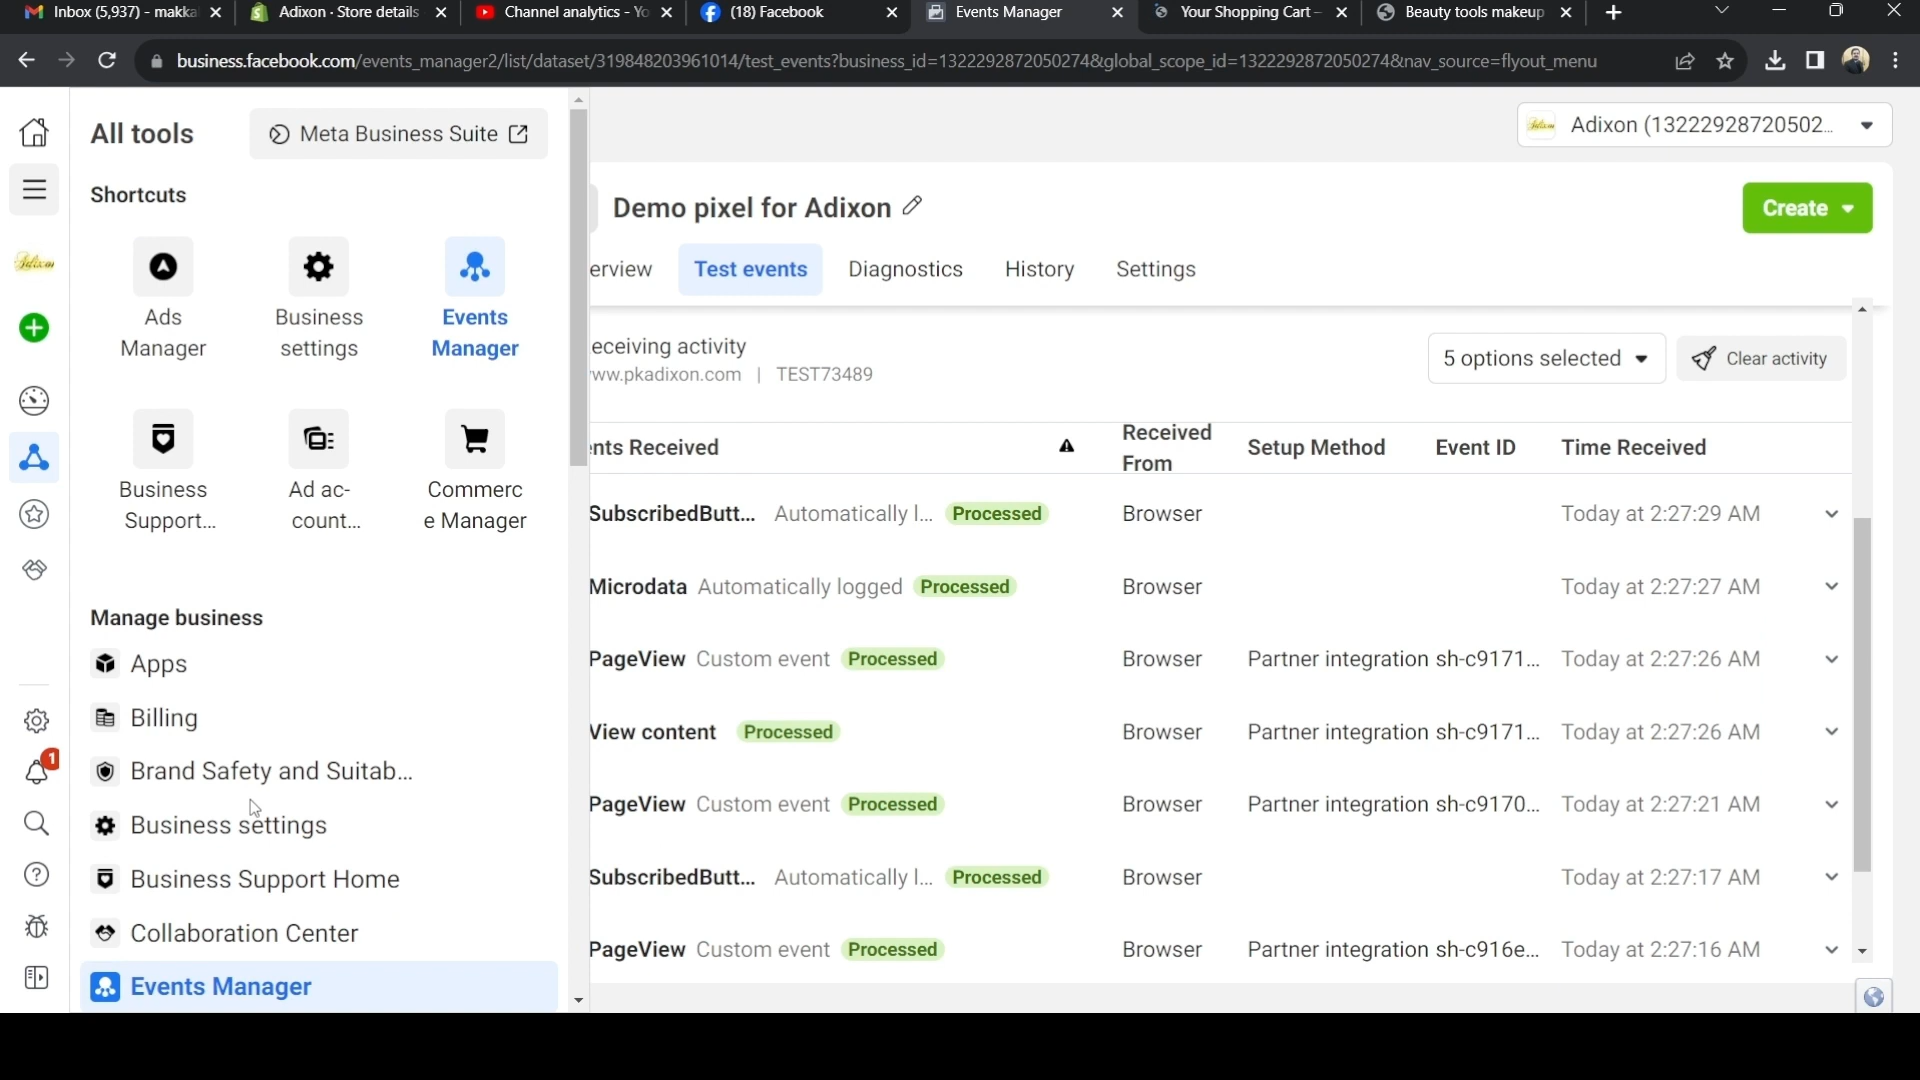 Inbox (5,937) - makka
Adixon · Store details
Channel analytics - Yo
(18) Facebook
Events Manager
Your Shopping Cart –
Beauty tools makeup
business.facebook.com/events_manager2/list/dataset/319848203961014/test_events?business_id=1322292872050274&global_scope_id=1322292872050274&nav_source=flyout_menu
All tools
Meta Business Suite
Adixon (13222928720502...
Shortcuts
Demo pixel for Adixon
Create
Adixon
Ads
Manager
Business
settings
Events
Manager
erview
Test events
Diagnostics
History
Settings
eceiving activity
ww.pkadixon.com | TEST73489
5 options selected
Clear activity
Business
Support...
Ad ac-
count...
Commerc
e Manager
ents Received
Received
From
Setup Method
Event ID
Time Received
SubscribedButt... Automatically l... Processed Browser Today at 2:27:29 AM
Microdata Automatically logged Processed Browser Today at 2:27:27 AM
PageView Custom event Processed Browser Partner integration sh-c9171... Today at 2:27:26 AM
View content Processed Browser Partner integration sh-c9171... Today at 2:27:26 AM
PageView Custom event Processed Browser Partner integration sh-c9170... Today at 2:27:21 AM
SubscribedButt... Automatically l... Processed Browser Today at 2:27:17 AM
PageView Custom event Processed Browser Partner integration sh-c916e... Today at 2:27:16 AM
Manage business
Apps
Billing
Brand Safety and Suitab...
Business settings
Business Support Home
Collaboration Center
Events Manager
1